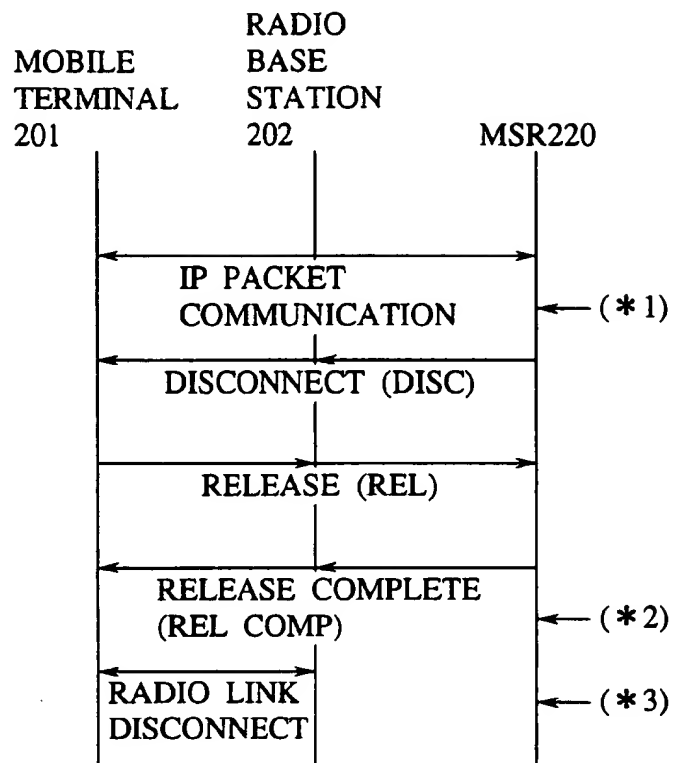 MOBILE
TERMINAL
201
RADIO
BASE
STATION
202
MSR220
IP PACKET
COMMUNICATION
(*1)
DISCONNECT (DISC)
RELEASE (REL)
RELEASE COMPLETE
(REL COMP)
(*2)
RADIO LINK
DISCONNECT
(*3)